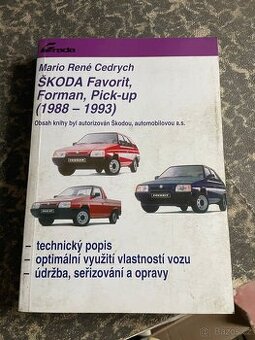 Mario René Cedrych
ŠKODA Favorit,
Forman, Pick-up
(1988 – 1993)
Obsah knihy byl autorizován Škodou, automobilovou a.s.
– technický popis
– optimální využití vlastností vozu
– údržba, seřizování a opravy